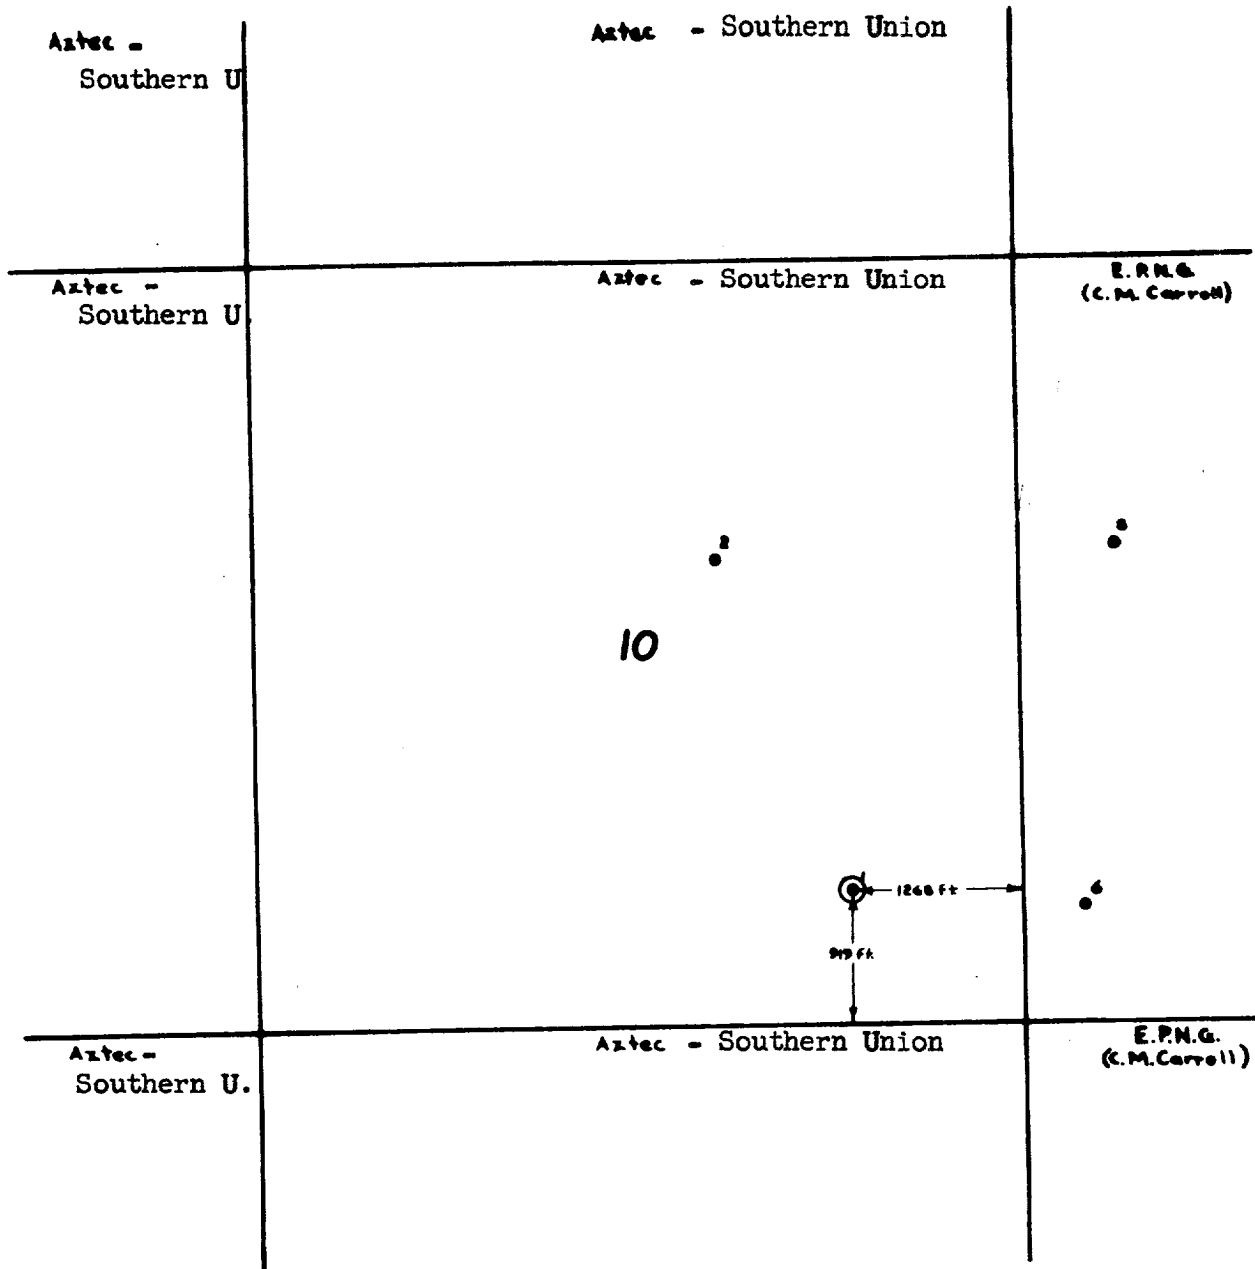 Aztec -
Southern U
Aztec - Southern Union
Aztec -
Southern U
Aztec - Southern Union
E.P.N.G.
(C.M. Carroll)
2
8
10
1268 Ft
6
919 Ft
Aztec -
Southern U.
Aztec - Southern Union
E.P.N.G.
(C.M. Carroll)